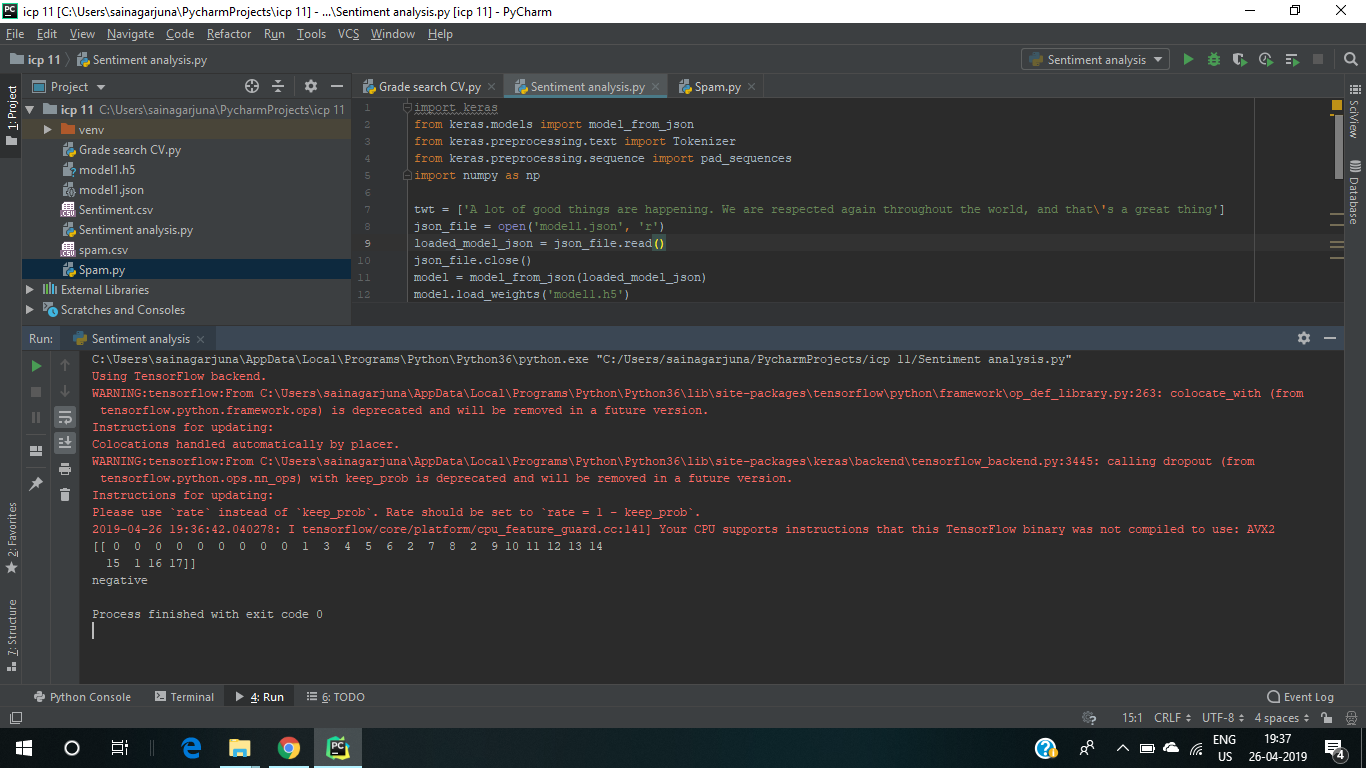 icp 11 [C:\Users\sainagarjuna\PycharmProjects\icp 11] - ...\Sentiment analysis.py [icp 11] - PyCharm
File Edit View Navigate Code Refactor Run Tools VCS Window Help
icp 11 Sentiment analysis.py
Sentiment analysis
1: Project
Project
Grade search CV.py
Sentiment analysis.py
Spam.py
icp 11 C:\Users\sainagarjuna\PycharmProjects\icp 11
venv
Grade search CV.py
model1.h5
model1.json
Sentiment.csv
Sentiment analysis.py
spam.csv
Spam.py
External Libraries
Scratches and Consoles
1 import keras
2 from keras.models import model_from_json
3 from keras.preprocessing.text import Tokenizer
4 from keras.preprocessing.sequence import pad_sequences
5 import numpy as np
6
7 twt = ['A lot of good things are happening. We are respected again throughout the world, and that\'s a great thing']
8 json_file = open('model1.json', 'r')
9 loaded_model_json = json_file.read()
10 json_file.close()
11 model = model_from_json(loaded_model_json)
12 model.load_weights('model1.h5')
SciView
Database
Run: Sentiment analysis
C:\Users\sainagarjuna\AppData\Local\Programs\Python\Python36\python.exe "C:/Users/sainagarjuna/PycharmProjects/icp 11/Sentiment analysis.py"
Using TensorFlow backend.
WARNING:tensorflow:From C:\Users\sainagarjuna\AppData\Local\Programs\Python\Python36\lib\site-packages\tensorflow\python\framework\op_def_library.py:263: colocate_with (from
tensorflow.python.framework.ops) is deprecated and will be removed in a future version.
Instructions for updating:
Colocations handled automatically by placer.
WARNING:tensorflow:From C:\Users\sainagarjuna\AppData\Local\Programs\Python\Python36\lib\site-packages\keras\backend\tensorflow_backend.py:3445: calling dropout (from
tensorflow.python.ops.nn_ops) with keep_prob is deprecated and will be removed in a future version.
Instructions for updating:
Please use `rate` instead of `keep_prob`. Rate should be set to `rate = 1 - keep_prob`.
2019-04-26 19:36:42.040278: I tensorflow/core/platform/cpu_feature_guard.cc:141] Your CPU supports instructions that this TensorFlow binary was not compiled to use: AVX2
[[ 0 0 0 0 0 0 0 0 0 1 3 4 5 6 2 7 8 2 9 10 11 12 13 14
15 1 16 17]]
negative
Process finished with exit code 0
2: Favorites
7: Structure
Python Console Terminal 4: Run 6: TODO Event Log
15:1 CRLF UTF-8 4 spaces
PC
ENG
US
19:37
26-04-2019
4